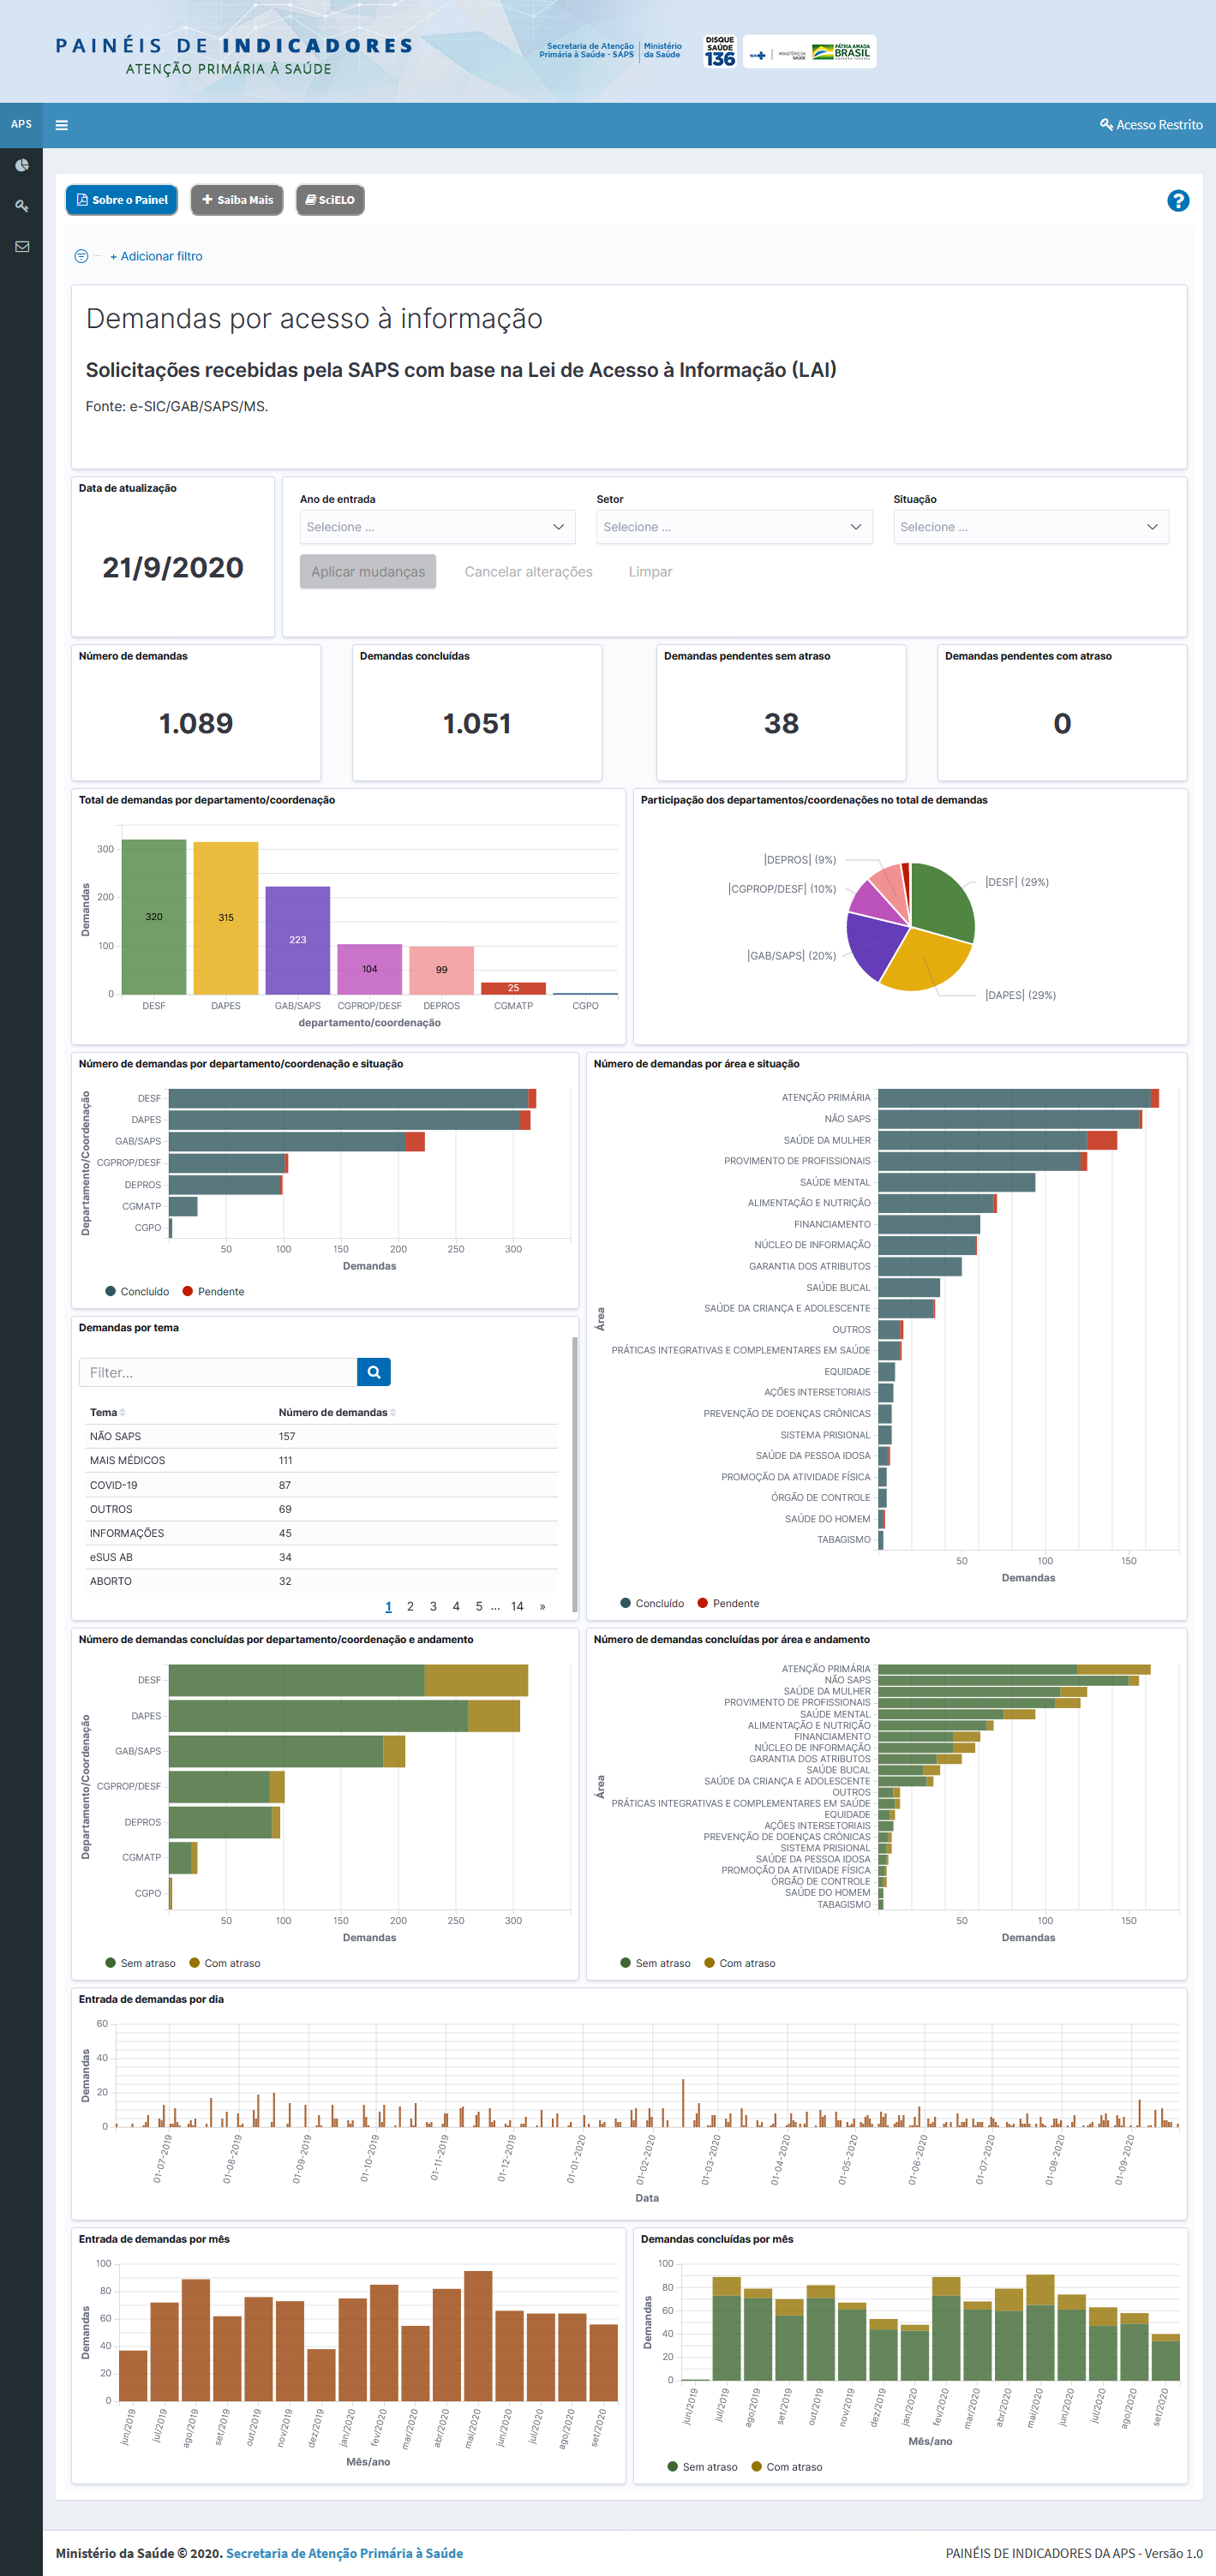 PAINÉIS DE INDICADORES
ATENÇÃO PRIMÁRIA À SAÚDE
Secretaria de Atenção
Primária à Saúde - SAPS
Ministério
da Saúde
DISQUE
SAÚDE
136
PÁTRIA AMADA
BRASIL
APS
Acesso Restrito
Sobre o Painel
Saiba Mais
SciELO
+ Adicionar filtro
Demandas por acesso à informação
Solicitações recebidas pela SAPS com base na Lei de Acesso à Informação (LAI)
Fonte: e-SIC/GAB/SAPS/MS.
Data de atualização
21/9/2020
Ano de entrada
Setor
Situação
Selecione ...
Selecione ...
Selecione ...
Aplicar mudanças
Cancelar alterações
Limpar
Número de demandas
1.089
Demandas concluídas
1.051
Demandas pendentes sem atraso
38
Demandas pendentes com atraso
0
Total de demandas por departamento/coordenação
Demandas
300
200
100
0
320
315
223
104
99
25
DESF
DAPES
GAB/SAPS
CGPROP/DESF
DEPROS
CGMATP
CGPO
departamento/coordenação
Participação dos departamentos/coordenações no total de demandas
|DEPROS| (9%)
|CGPROP/DESF| (10%)
|GAB/SAPS| (20%)
|DESF| (29%)
|DAPES| (29%)
Número de demandas por departamento/coordenação e situação
Departamento/Coordenação
DESF
DAPES
GAB/SAPS
CGPROP/DESF
DEPROS
CGMATP
CGPO
50 100 150 200 250 300
Demandas
Concluído Pendente
Número de demandas por área e situação
Área
ATENÇÃO PRIMÁRIA
NÃO SAPS
SAÚDE DA MULHER
PROVIMENTO DE PROFISSIONAIS
SAÚDE MENTAL
ALIMENTAÇÃO E NUTRIÇÃO
FINANCIAMENTO
NÚCLEO DE INFORMAÇÃO
GARANTIA DOS ATRIBUTOS
SAÚDE BUCAL
SAÚDE DA CRIANÇA E ADOLESCENTE
OUTROS
PRÁTICAS INTEGRATIVAS E COMPLEMENTARES EM SAÚDE
EQUIDADE
AÇÕES INTERSETORIAIS
PREVENÇÃO DE DOENÇAS CRÔNICAS
SISTEMA PRISIONAL
SAÚDE DA PESSOA IDOSA
PROMOÇÃO DA ATIVIDADE FÍSICA
ÓRGÃO DE CONTROLE
SAÚDE DO HOMEM
TABAGISMO
50 100 150
Demandas
Concluído Pendente
Demandas por tema
Filter...
Tema Número de demandas
NÃO SAPS 157
MAIS MÉDICOS 111
COVID-19 87
OUTROS 69
INFORMAÇÕES 45
eSUS AB 34
ABORTO 32
1 2 3 4 5 ... 14 »
Número de demandas concluídas por departamento/coordenação e andamento
Departamento/Coordenação
DESF
DAPES
GAB/SAPS
CGPROP/DESF
DEPROS
CGMATP
CGPO
50 100 150 200 250 300
Demandas
Sem atraso Com atraso
Número de demandas concluídas por área e andamento
Área
ATENÇÃO PRIMÁRIA
NÃO SAPS
SAÚDE DA MULHER
PROVIMENTO DE PROFISSIONAIS
SAÚDE MENTAL
ALIMENTAÇÃO E NUTRIÇÃO
FINANCIAMENTO
NÚCLEO DE INFORMAÇÃO
GARANTIA DOS ATRIBUTOS
SAÚDE BUCAL
SAÚDE DA CRIANÇA E ADOLESCENTE
OUTROS
PRÁTICAS INTEGRATIVAS E COMPLEMENTARES EM SAÚDE
EQUIDADE
AÇÕES INTERSETORIAIS
PREVENÇÃO DE DOENÇAS CRÔNICAS
SISTEMA PRISIONAL
SAÚDE DA PESSOA IDOSA
PROMOÇÃO DA ATIVIDADE FÍSICA
ÓRGÃO DE CONTROLE
SAÚDE DO HOMEM
TABAGISMO
50 100 150
Demandas
Sem atraso Com atraso
Entrada de demandas por dia
Demandas
60
40
20
0
01-07-2019
01-08-2019
01-09-2019
01-10-2019
01-11-2019
01-12-2019
01-01-2020
01-02-2020
01-03-2020
01-04-2020
01-05-2020
01-06-2020
01-07-2020
01-08-2020
01-09-2020
Data
Entrada de demandas por mês
Demandas
100
80
60
40
20
0
jun/2019
jul/2019
ago/2019
set/2019
out/2019
nov/2019
dez/2019
jan/2020
fev/2020
mar/2020
abr/2020
mai/2020
jun/2020
jul/2020
ago/2020
set/2020
Mês/ano
Demandas concluídas por mês
Demandas
100
80
60
40
20
0
jun/2019
jul/2019
ago/2019
set/2019
out/2019
nov/2019
dez/2019
jan/2020
fev/2020
mar/2020
abr/2020
mai/2020
jun/2020
jul/2020
ago/2020
set/2020
Mês/ano
Sem atraso Com atraso
Ministério da Saúde © 2020. Secretaria de Atenção Primária à Saúde
PAINÉIS DE INDICADORES DA APS - Versão 1.0